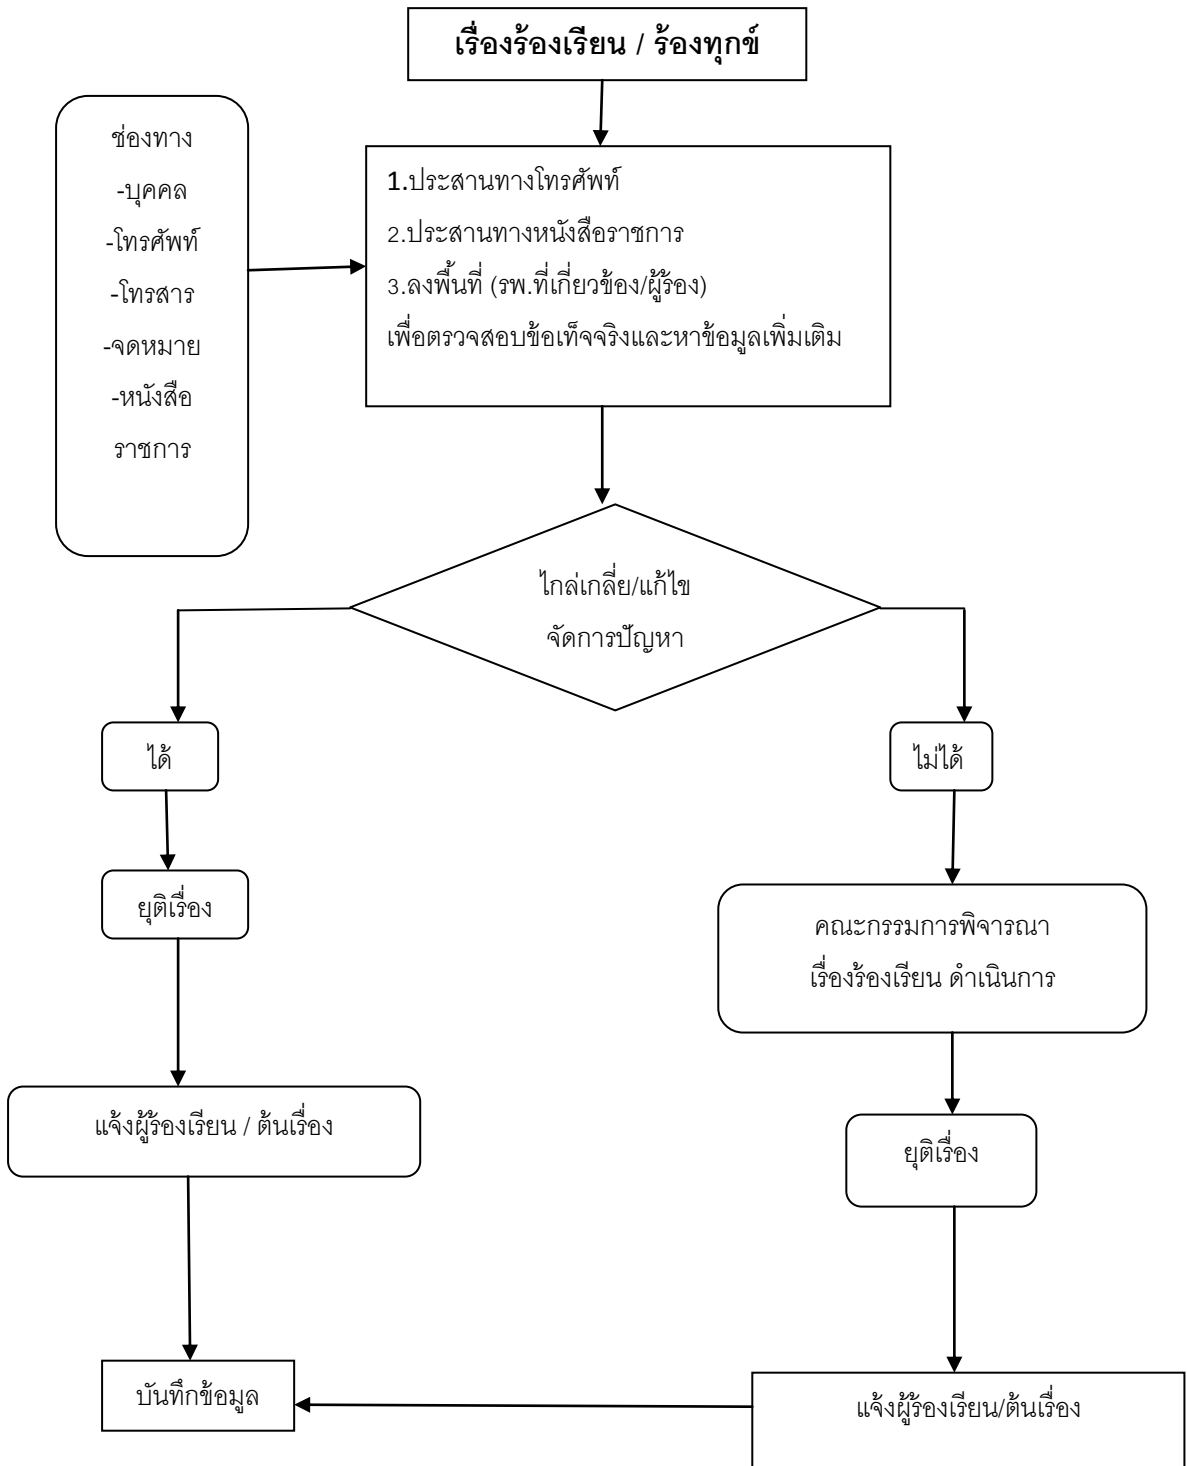 เรื่องร้องเรียน / ร้องทุกข์
ช่องทาง
-บุคคล
-โทรศัพท์
-โทรสาร
-จดหมาย
-หนังสือ
ราชการ
1.ประสานทางโทรศัพท์
2.ประสานทางหนังสือราชการ
3.ลงพื้นที่ (รพ.ที่เกี่ยวข้อง/ผู้ร้อง)
เพื่อตรวจสอบข้อเท็จจริงและหาข้อมูลเพิ่มเติม
ไกล่เกลี่ย/แก้ไข
จัดการปัญหา
ได้
ไม่ได้
ยุติเรื่อง
คณะกรรมการพิจารณา
เรื่องร้องเรียน ดำเนินการ
แจ้งผู้ร้องเรียน / ต้นเรื่อง
ยุติเรื่อง
บันทึกข้อมูล
แจ้งผู้ร้องเรียน/ต้นเรื่อง